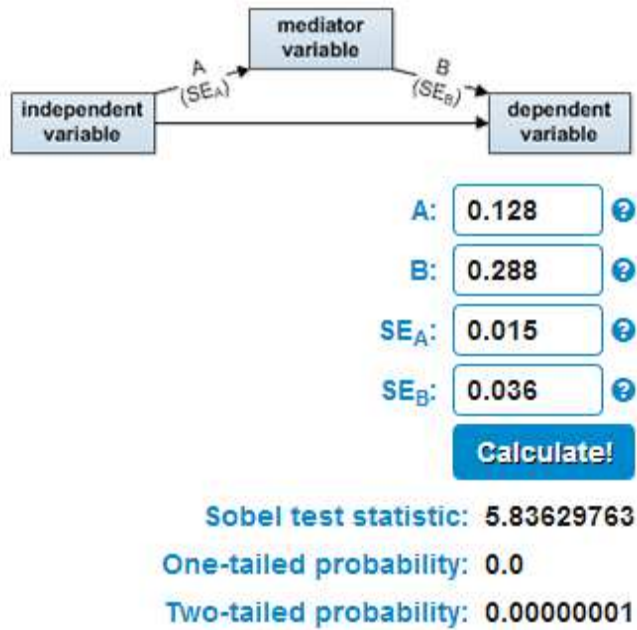 mediator
variable
A
(SEA)
B
(SEB)
independent
variable
dependent
variable
A: 0.128 ?
B: 0.288 ?
SEA: 0.015 ?
SEB: 0.036 ?
Calculate!
Sobel test statistic: 5.83629763
One-tailed probability: 0.0
Two-tailed probability: 0.00000001